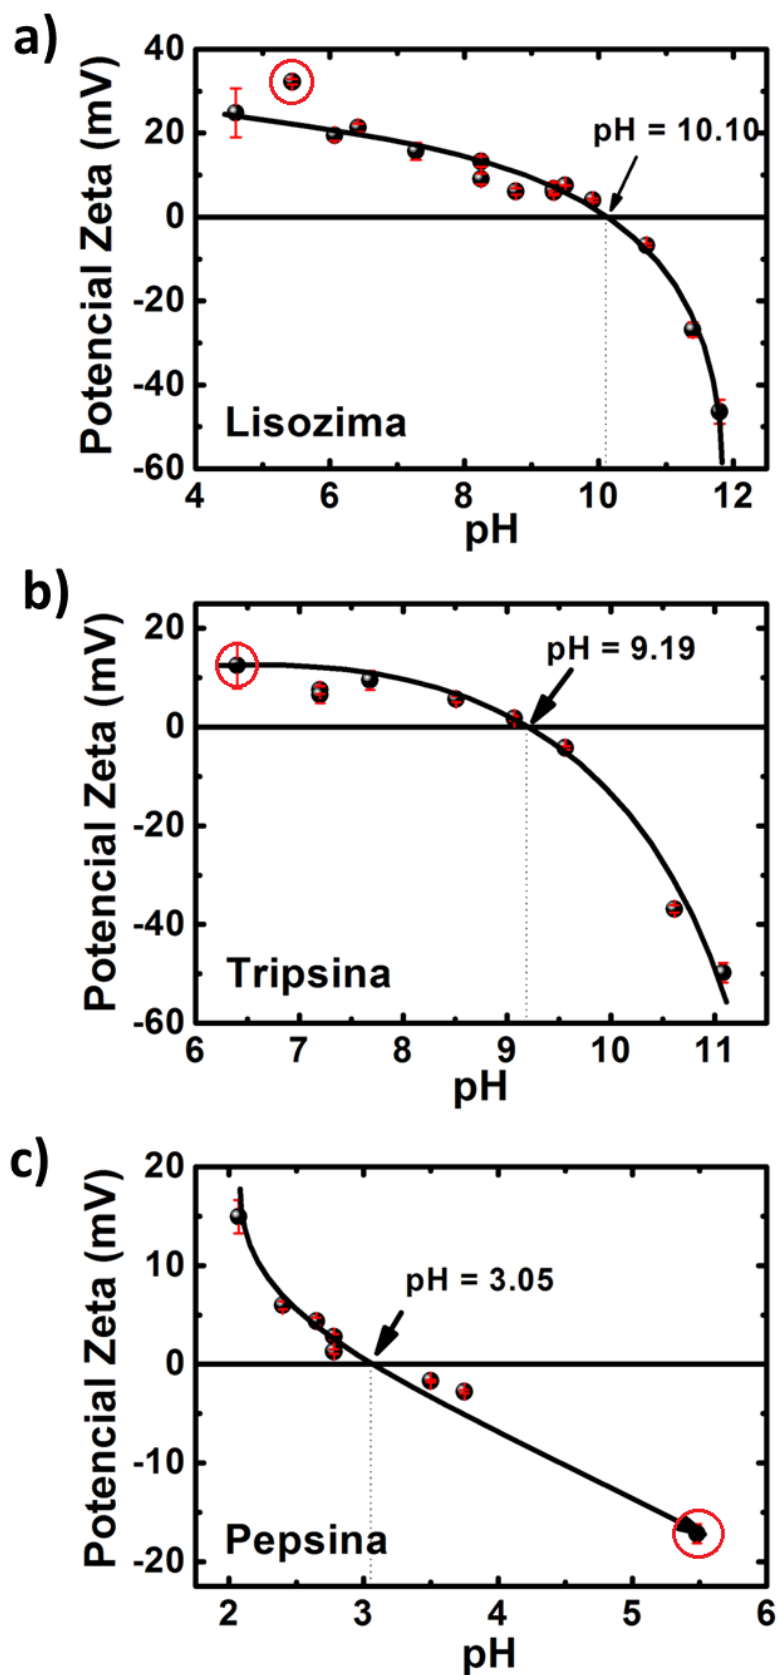 a)
Potencial Zeta (mV)
40
20
0
-20
-40
-60
pH = 10.10
Lisozima
4 6 8 10 12
pH
b)
Potencial Zeta (mV)
20
0
-20
-40
-60
pH = 9.19
Tripsina
6 7 8 9 10 11
pH
c)
Potencial Zeta (mV)
20
10
0
-10
-20
pH = 3.05
Pepsina
2 3 4 5 6
pH